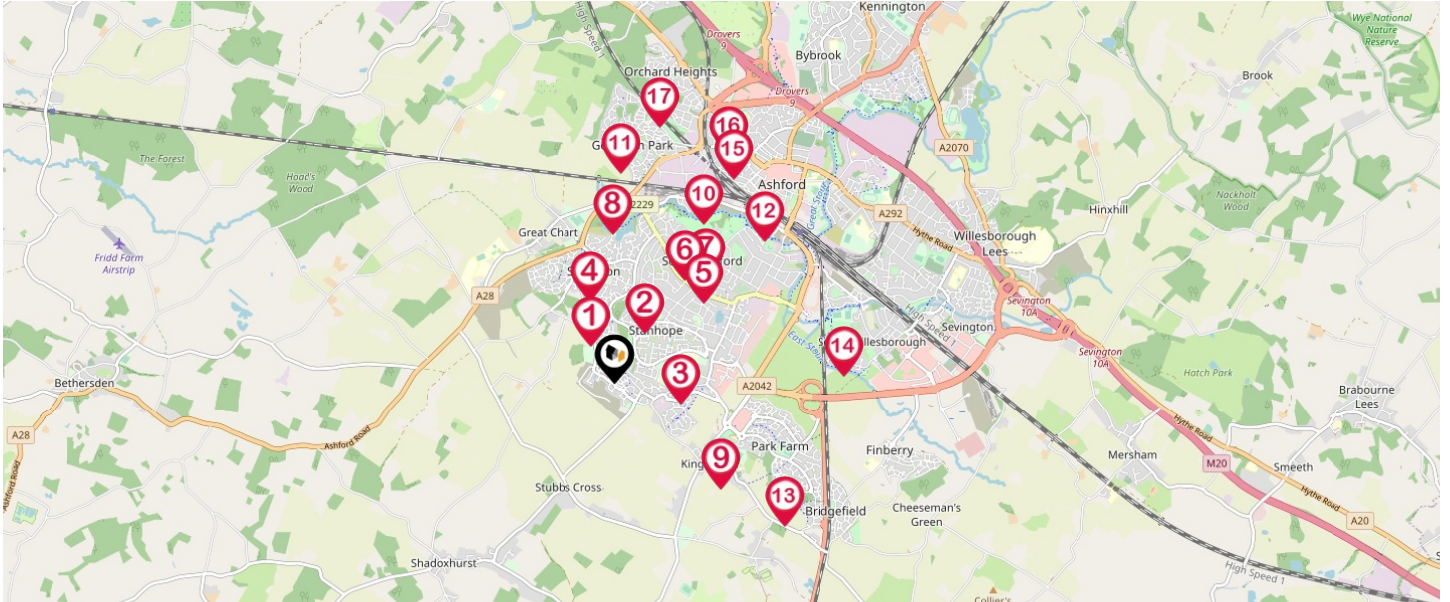 Kennington
Wye National
Nature
Reserve
High Speed 1
Drovers
9
Bybrook
Orchard Heights
Brook
17
Drovers
9
16
11
15
A2070
The Forest
Hoad's
Wood
Ashford
10
Nackholt
Wood
8
2229
12
A292
Hinxhill
Great Chart
Hythe Road
Willesborough
Lees
Fridd Farm
Airstrip
6
7
4
5
A28
2
1
Stanhope
High Speed 1
Sevington
10A
Sevington
14
Sevington
10A
3
Hatch Park
Bethersden
A2042
Brabourne
Lees
A28
Ashford Road
Hythe Road
Park Farm
Finberry
Mersham
9
M20
Smeeth
Ashford Road
Stubbs Cross
Hythe Road
13
Bridgefield
Cheeseman's
Green
A20
Shadoxhurst
High Speed 1